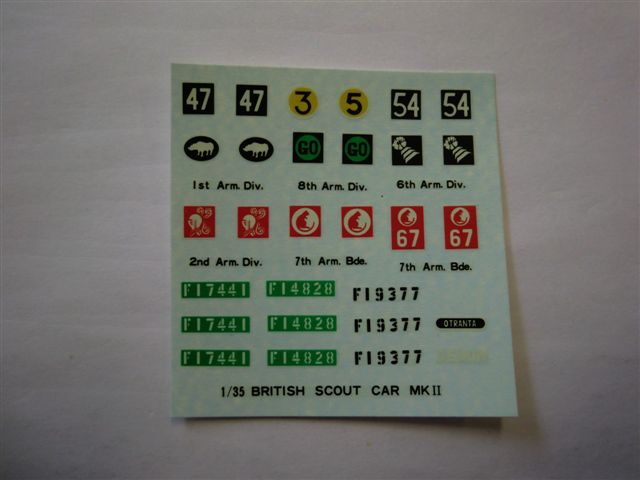 47 47 3 5 54 54
GO GO
1st Arm. Div. 8th Arm. Div. 6th Arm. Div.
67 67
2nd Arm. Div. 7th Arm. Bde. 7th Arm. Bde.
F17441 F14828 F19377
F17441 F14828 F19377 OTRANTA
F17441 F14828 F19377
1/35 BRITISH SCOUT CAR MKII